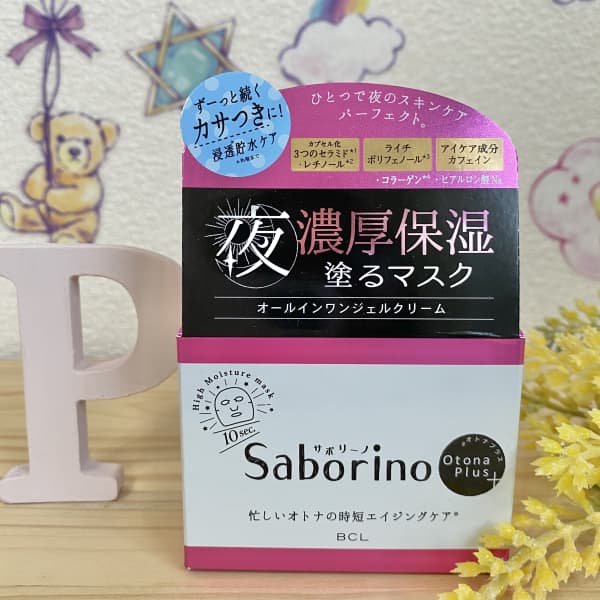 ずーっと続く
カサつきに!
浸透貯水ケア
ひとつで夜のスキンケア
パーフェクト。
カプセル化
3つのセラミド*1
・レチノール*2
ライチ
ポリフェノール*3
アイケア成分
カフェイン
・コラーゲン*4 ・ヒアルロン酸Na
夜 濃厚保湿
塗るマスク
オールインワンジェルクリーム
High Moisture mask
10sec.
サボリーノ
Saborino
#オトナプラス
Otona
Plus+
忙しいオトナの時短エイジングケア※
BCL
P